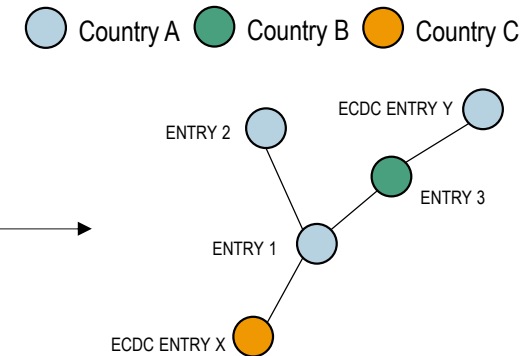 Country A Country B Country C
ECDC ENTRY Y
ENTRY 2
ENTRY 3
ENTRY 1
ECDC ENTRY X